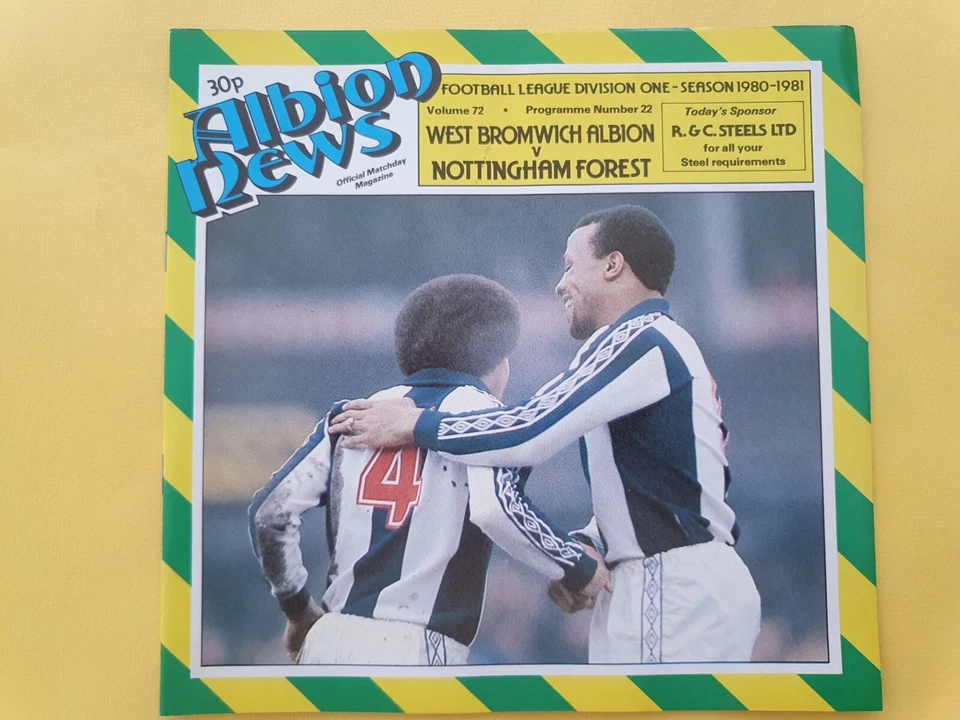 30p
Albion
News
Official Matchday
Magazine
FOOTBALL LEAGUE DIVISION ONE - SEASON 1980-1981
Volume 72 • Programme Number 22
WEST BROMWICH ALBION
v
NOTTINGHAM FOREST
Today's Sponsor
R. & C. STEELS LTD
for all your
Steel requirements
4